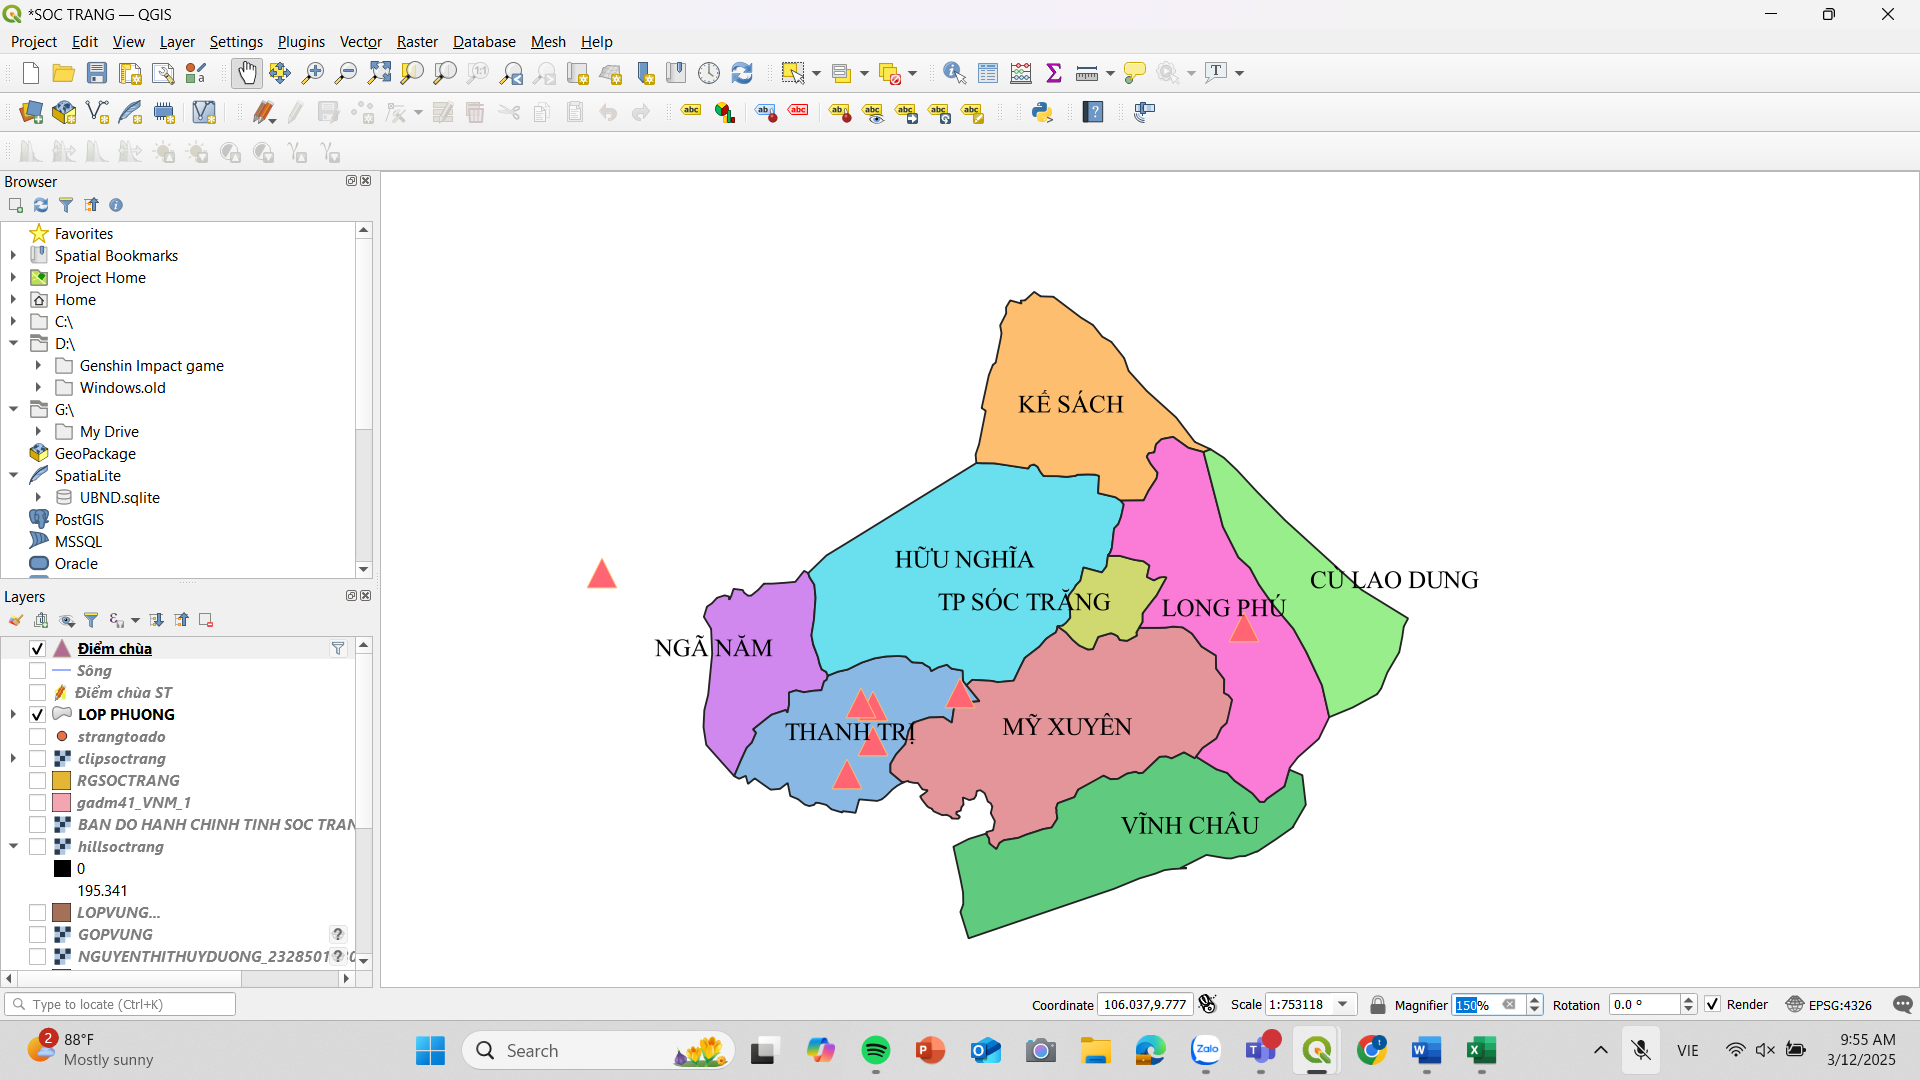 *SOC TRANG — QGIS
Project Edit View Layer Settings Plugins Vector Raster Database Mesh Help
Browser
Favorites
Spatial Bookmarks
Project Home
Home
C:\
D:\
Genshin Impact game
Windows.old
G:\
My Drive
GeoPackage
SpatiaLite
UBND.sqlite
PostGIS
MSSQL
Oracle
Layers
Điểm chùa
Sông
Điểm chùa ST
LOP PHUONG
strangtoado
clipsoctrang
RGSOCTRANG
gadm41_VNM_1
BAN DO HANH CHINH TINH SOC TRAN
hillsoctrang
0
195.341
LOPVUNG...
GOPVUNG
KẾ SÁCH
HỮU NGHĨA
CÙ LAO DUNG
TP SÓC TRĂNG
LONG PHÚ
NGÃ NĂM
MỸ XUYÊN
THANH TRỊ
VĨNH CHÂU
Type to locate (Ctrl+K)
Coordinate 106.037,9.777 Scale 1:753118 Magnifier 150% Rotation 0.0 ° Render EPSG:4326
2
88°F
Mostly sunny
Search
Zalo
VIE
9:55 AM
3/12/2025